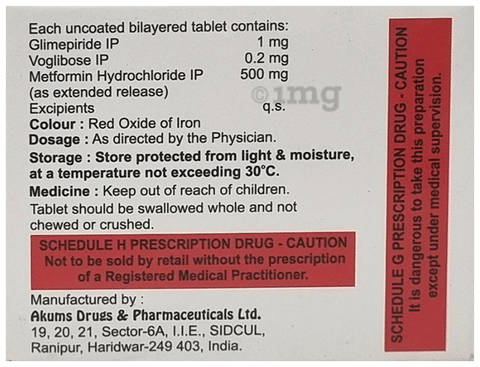 Each uncoated bilayered tablet contains:
Glimepiride IP 1 mg
Voglibose IP 0.2 mg
Metformin Hydrochloride IP 500 mg
(as extended release)
Excipients q.s.
Colour : Red Oxide of Iron
Dosage : As directed by the Physician.
Storage : Store protected from light & moisture,
at a temperature not exceeding 30°C.
Medicine : Keep out of reach of children.
Tablet should be swallowed whole and not
chewed or crushed.
SCHEDULE H PRESCRIPTION DRUG - CAUTION
Not to be sold by retail without the prescription
of a Registered Medical Practitioner.
Manufactured by :
Akums Drugs & Pharmaceuticals Ltd.
19, 20, 21, Sector-6A, I.I.E., SIDCUL,
Ranipur, Haridwar-249 403, India.
SCHEDULE G PRESCRIPTION DRUG - CAUTION
It is dangerous to take this preparation
except under medical supervision.
©1mg